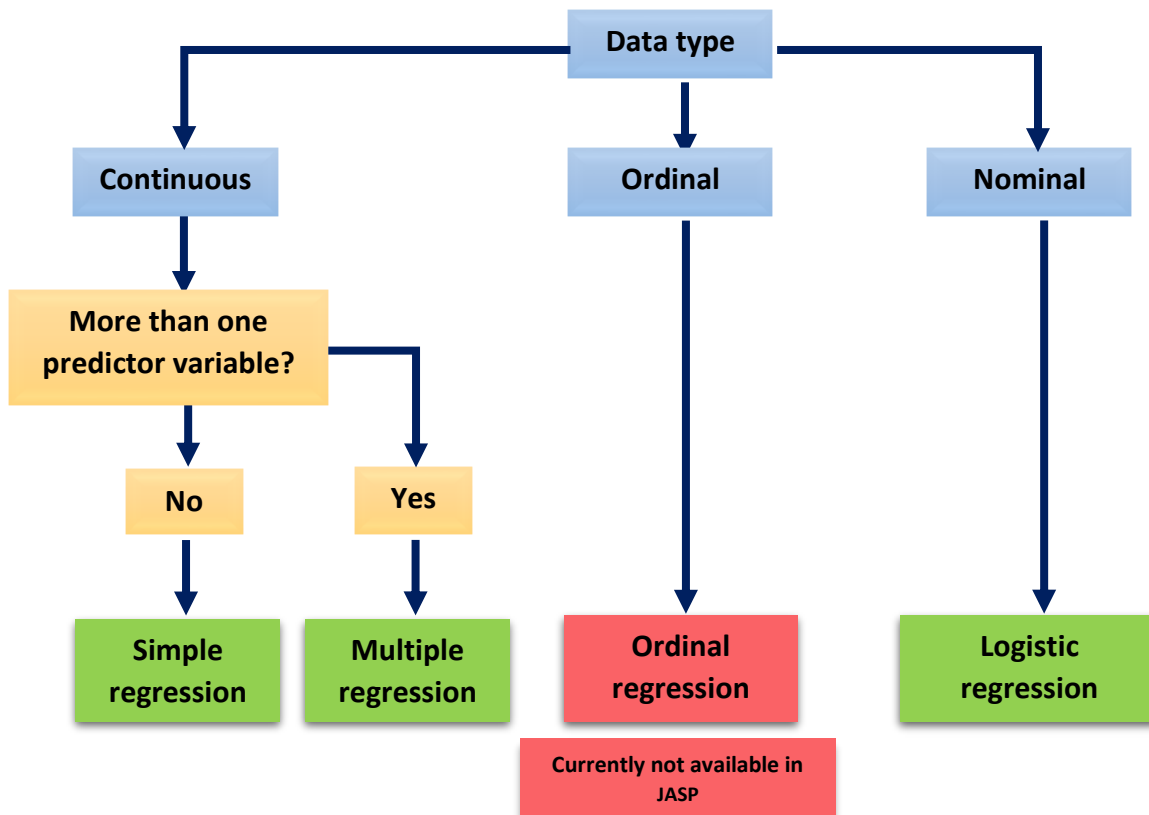 Data type
Continuous
Ordinal
Nominal
More than one
predictor variable?
No
Yes
Simple
regression
Multiple
regression
Ordinal
regression
Logistic
regression
Currently not available in
JASP